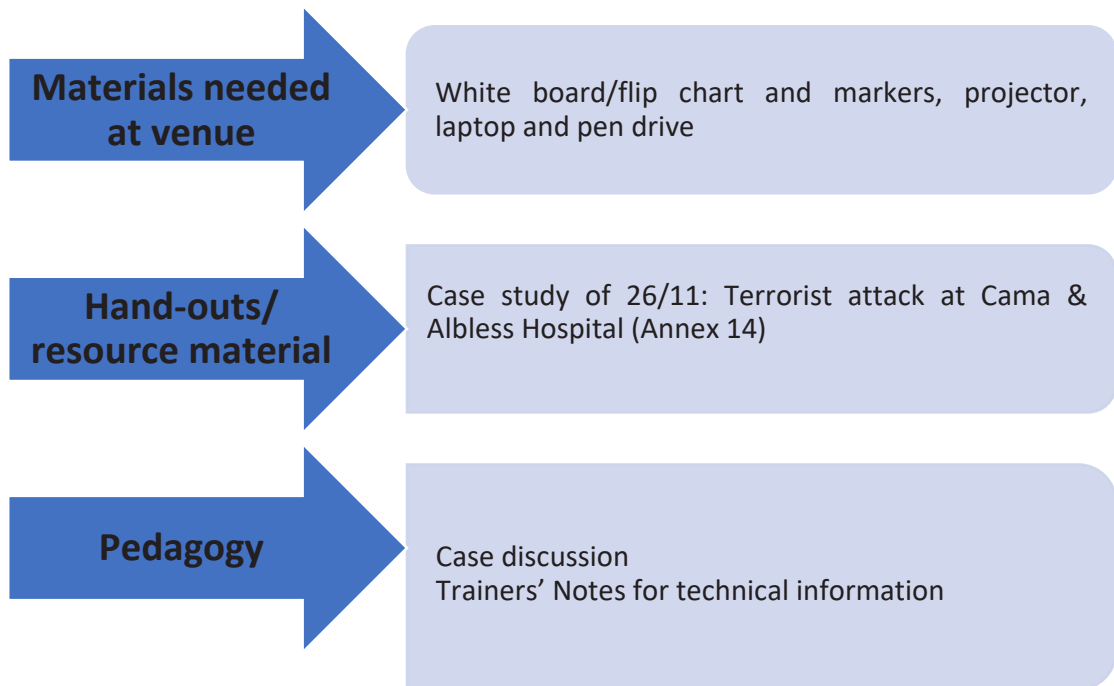 Materials needed
at venue
White board/flip chart and markers, projector,
laptop and pen drive
Hand-outs/
resource material
Case study of 26/11: Terrorist attack at Cama &
Albless Hospital (Annex 14)
Pedagogy
Case discussion
Trainers’ Notes for technical information